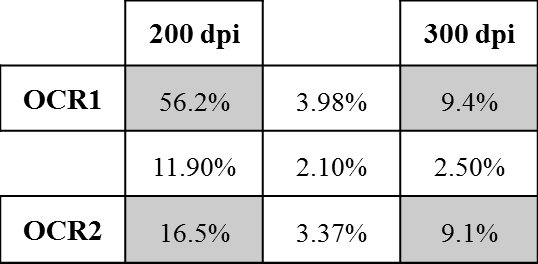 200 dpi 300 dpi
OCR1 56.2% 3.98% 9.4%
11.90% 2.10% 2.50%
OCR2 16.5% 3.37% 9.1%